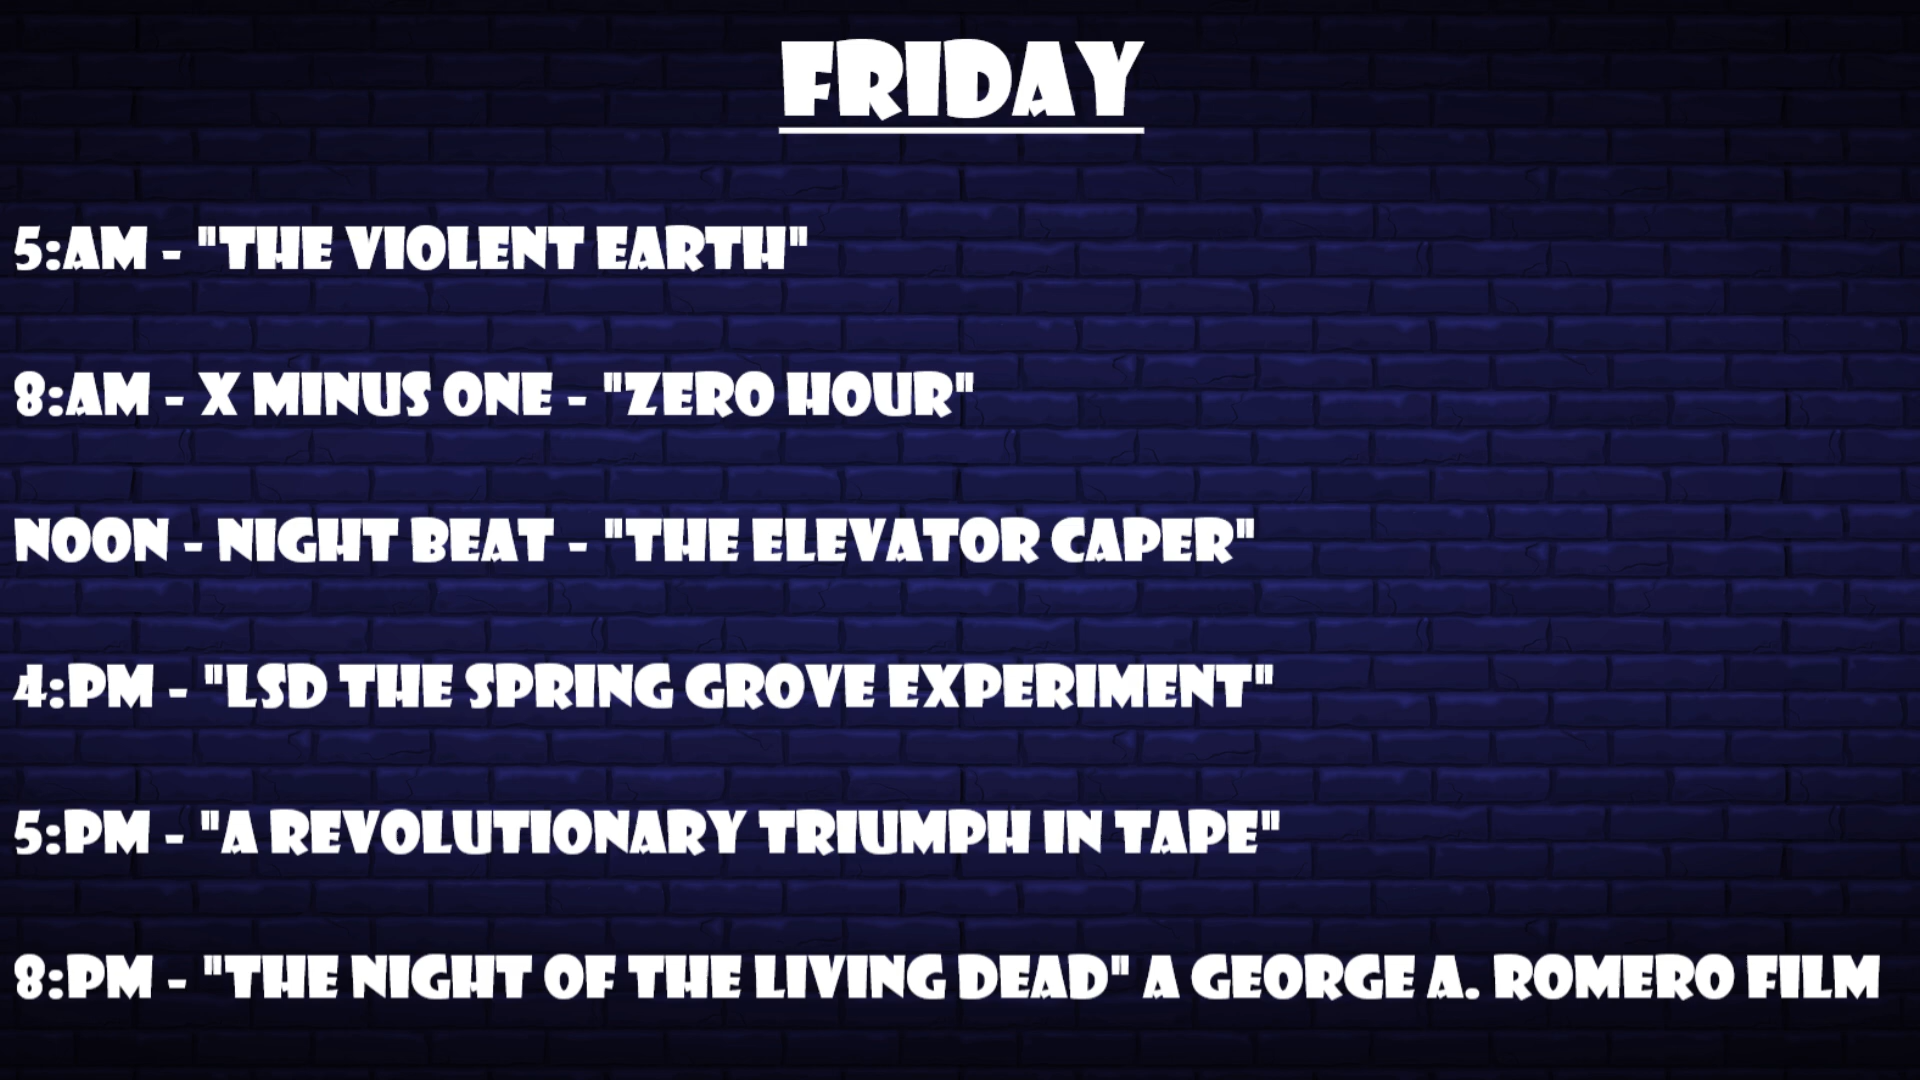 FRIDAY
5:AM - "THE VIOLENT EARTH"
8:AM - X MINUS ONE - "ZERO HOUR"
NOON - NIGHT BEAT - "THE ELEVATOR CAPER"
4:PM - "LSD THE SPRING GROVE EXPERIMENT"
5:PM - "A REVOLUTIONARY TRIUMPH IN TAPE"
8:PM - "THE NIGHT OF THE LIVING DEAD" A GEORGE A. ROMERO FILM